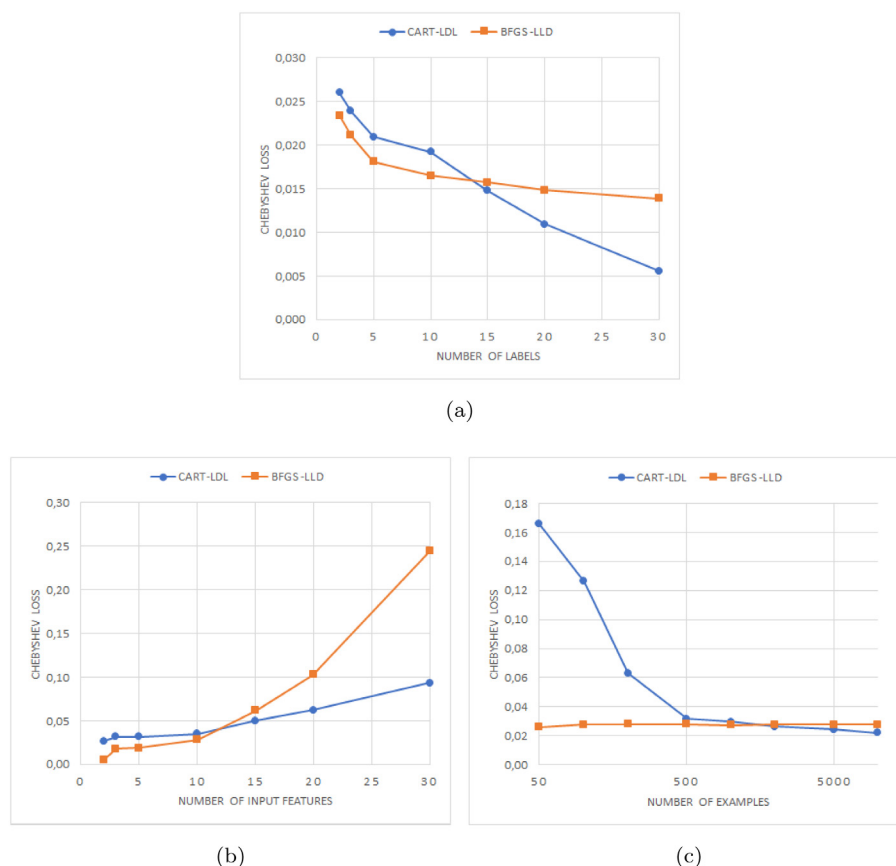 CART-LDL BFGS-LLD
0,030
0,025
0,020
0,015
0,010
0,005
0,000
CHEBYSHEV LOSS
0 5 10 15 20 25 30
NUMBER OF LABELS
(a)
CART-LDL BFGS-LLD
0,30
0,25
0,20
0,15
0,10
0,05
0,00
CHEBYSHEV LOSS
0 5 10 15 20 25 30
NUMBER OF INPUT FEATURES
(b)
CART-LDL BFGS-LLD
0,18
0,16
0,14
0,12
0,10
0,08
0,06
0,04
0,02
0,00
CHEBYSHEV LOSS
50 500 5000
NUMBER OF EXAMPLES
(c)